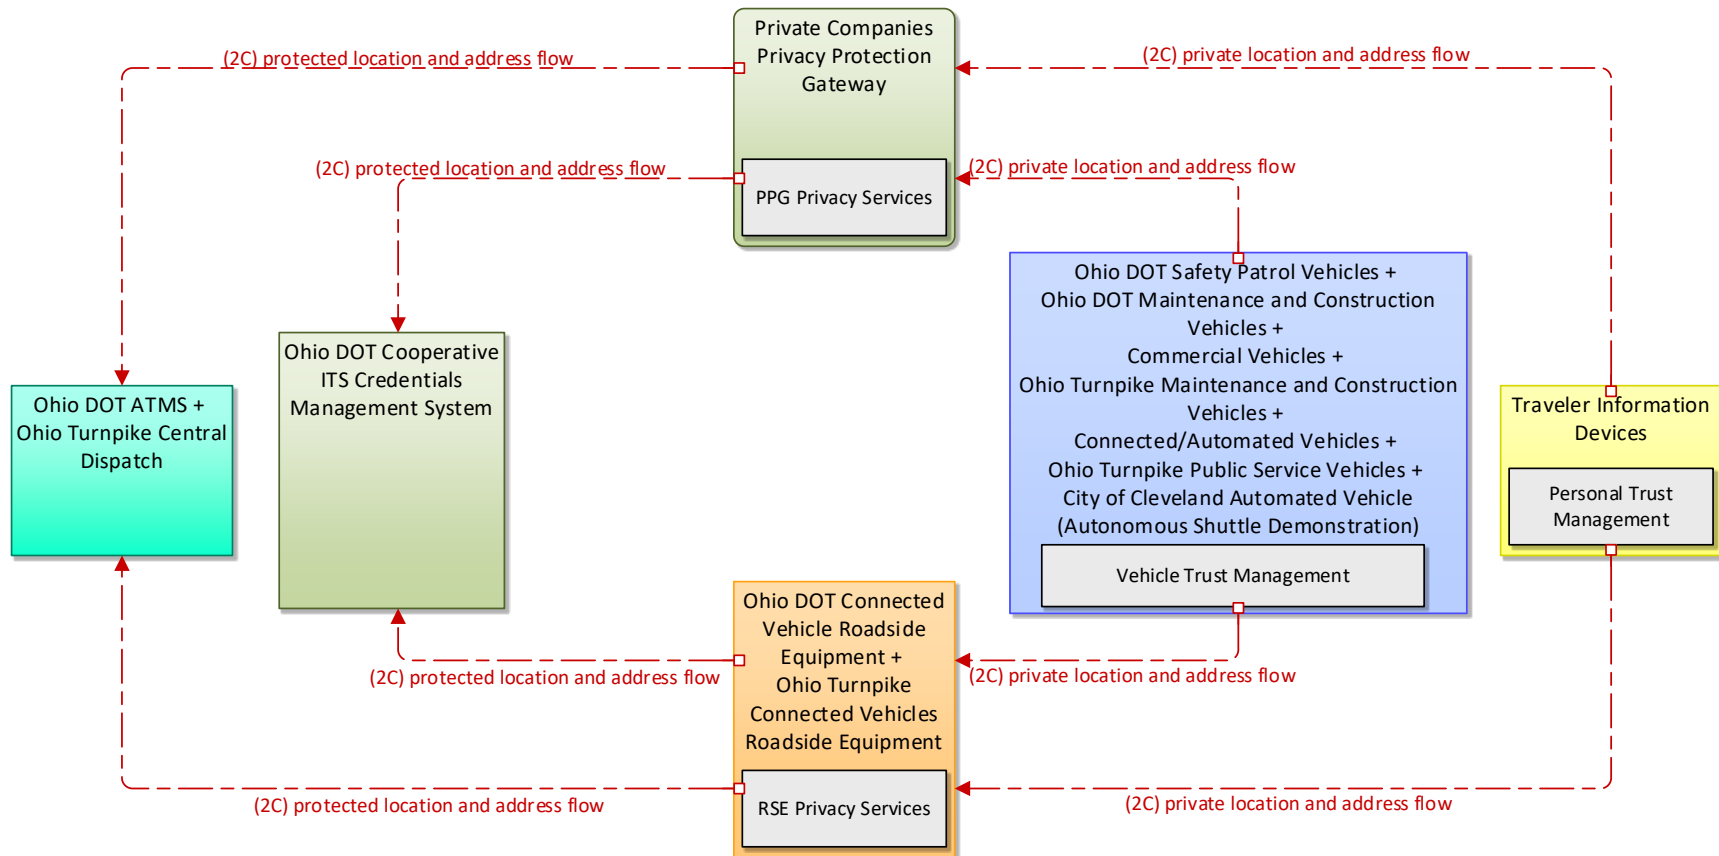 Private Companies
Privacy Protection
Gateway
(2C) protected location and address flow
(2C) private location and address flow
(2C) protected location and address flow
(2C) private location and address flow
PPG Privacy Services
Ohio DOT Safety Patrol Vehicles +
Ohio DOT Maintenance and Construction
Vehicles +
Commercial Vehicles +
Ohio Turnpike Maintenance and Construction
Vehicles +
Connected/Automated Vehicles +
Ohio Turnpike Public Service Vehicles +
City of Cleveland Automated Vehicle
(Autonomous Shuttle Demonstration)
Vehicle Trust Management
Ohio DOT Cooperative
ITS Credentials
Management System
Ohio DOT ATMS +
Ohio Turnpike Central
Dispatch
Traveler Information
Devices
Personal Trust
Management
Ohio DOT Connected
Vehicle Roadside
Equipment +
Ohio Turnpike
Connected Vehicles
Roadside Equipment
(2C) protected location and address flow
(2C) private location and address flow
RSE Privacy Services
(2C) protected location and address flow
(2C) private location and address flow